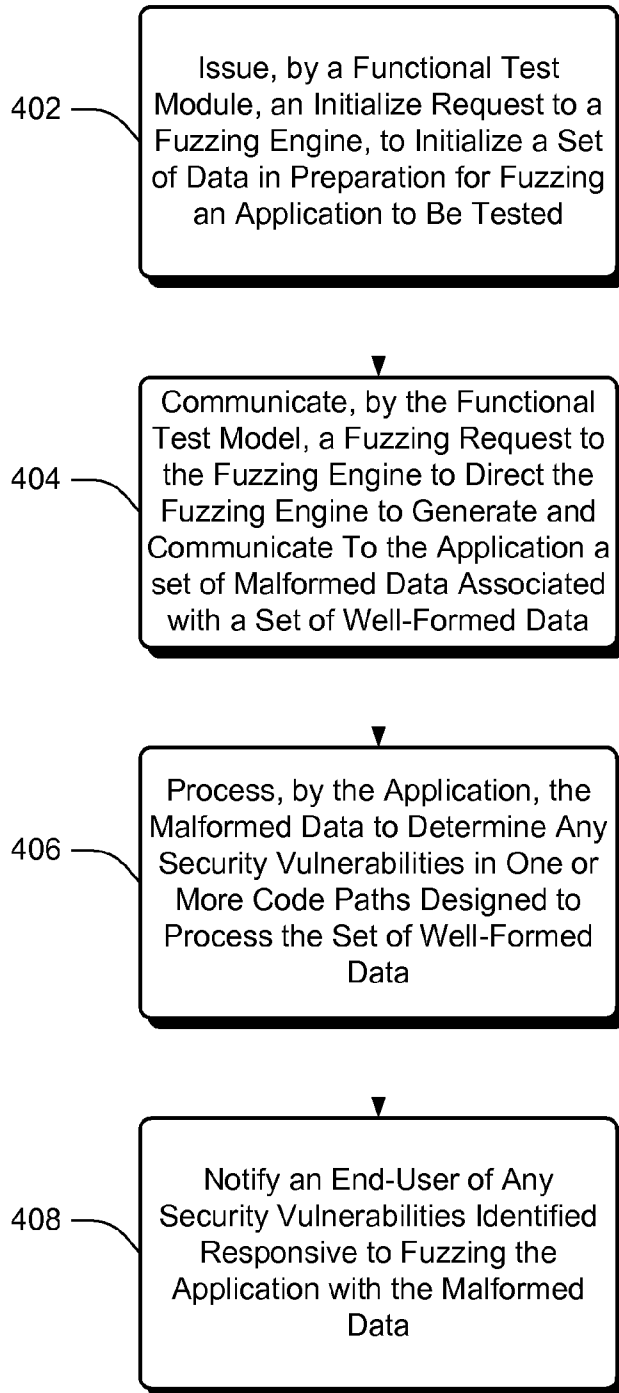 402
Issue, by a Functional Test
Module, an Initialize Request to a
Fuzzing Engine, to Initialize a Set
of Data in Preparation for Fuzzing
an Application to Be Tested
404
Communicate, by the Functional
Test Model, a Fuzzing Request to
the Fuzzing Engine to Direct the
Fuzzing Engine to Generate and
Communicate To the Application a
set of Malformed Data Associated
with a Set of Well-Formed Data
406
Process, by the Application, the
Malformed Data to Determine Any
Security Vulnerabilities in One or
More Code Paths Designed to
Process the Set of Well-Formed
Data
408
Notify an End-User of Any
Security Vulnerabilities Identified
Responsive to Fuzzing the
Application with the Malformed
Data